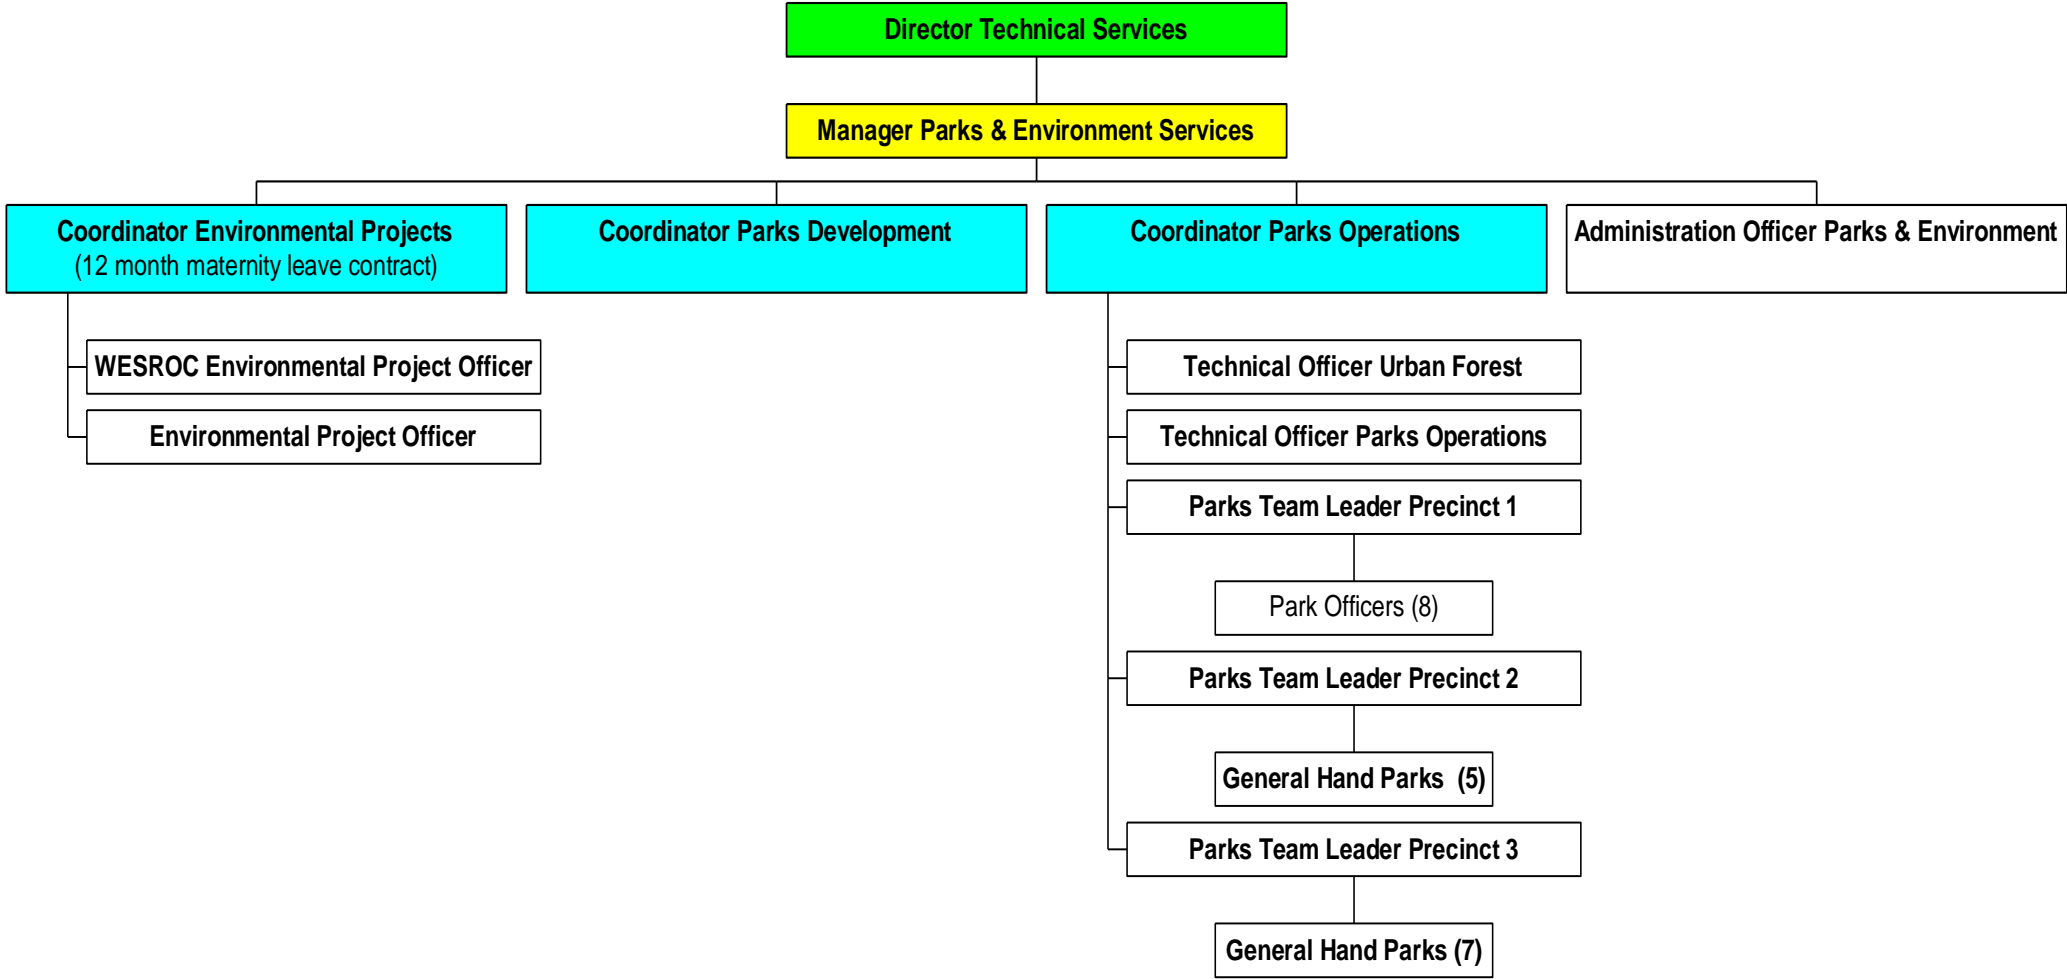 Director Technical Services
Manager Parks & Environment Services
Coordinator Environmental Projects
(12 month maternity leave contract)
Coordinator Parks Development
Coordinator Parks Operations
Administration Officer Parks & Environment
WESROC Environmental Project Officer
Environmental Project Officer
Technical Officer Urban Forest
Technical Officer Parks Operations
Parks Team Leader Precinct 1
Park Officers (8)
Parks Team Leader Precinct 2
General Hand Parks  (5)
Parks Team Leader Precinct 3
General Hand Parks (7)